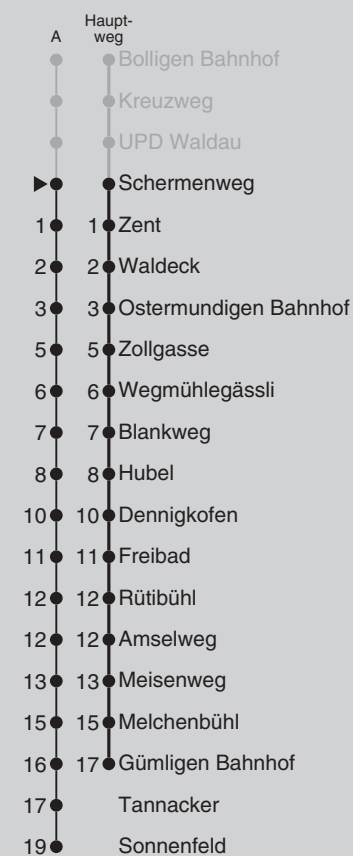 A Haupt-
weg
Bolligen Bahnhof
Kreuzweg
UPD Waldau
Schermenweg
1 1 Zent
2 2 Waldeck
3 3 Ostermundigen Bahnhof
5 5 Zollgasse
6 6 Wegmühlegässli
7 7 Blankweg
8 8 Hubel
10 10 Dennigkofen
11 11 Freibad
12 12 Rütibühl
12 12 Amselweg
13 13 Meisenweg
15 15 Melchenbühl
16 17 Gümligen Bahnhof
17 Tannacker
19 Sonnenfeld